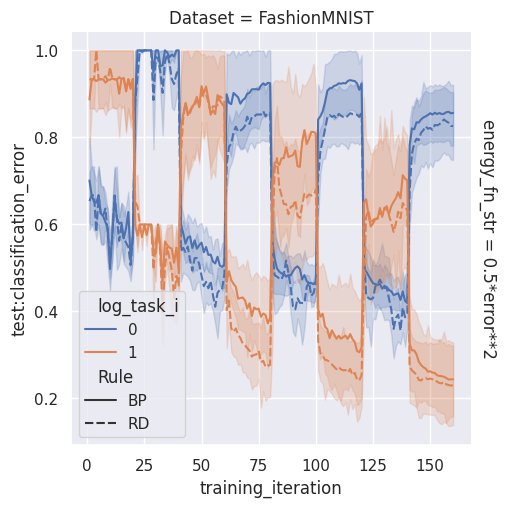 Dataset = FashionMNIST
1.0
0.8
0.6
0.4
0.2
test:classification_error
energy_fn_str = 0.5*error**2
log_task_i
0
1
Rule
BP
RD
0 25 50 75 100 125 150
training_iteration